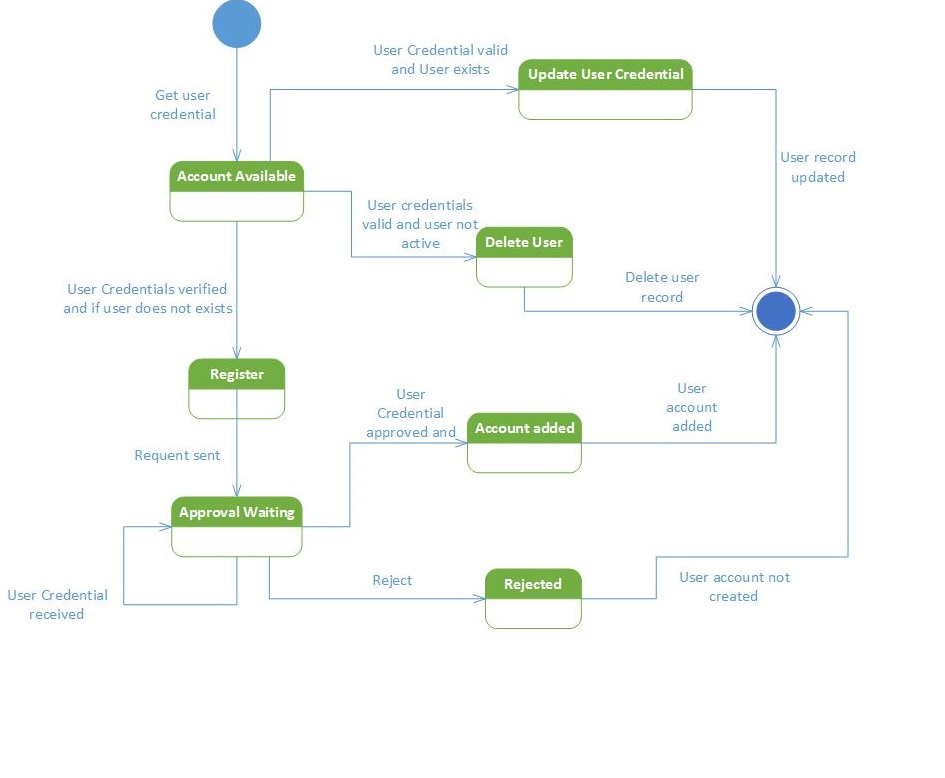 User Credential valid
and User exists
Update User Credential
Get user
credential
User record
updated
Account Available
User credentials
valid and user not
active
Delete User
Delete user
record
User Credentials verified
and if user does not exists
Register
User
Credential
approved and
User
account
added
Account added
Requent sent
Approval Waiting
Reject
Rejected
User account not
created
User Credential
received